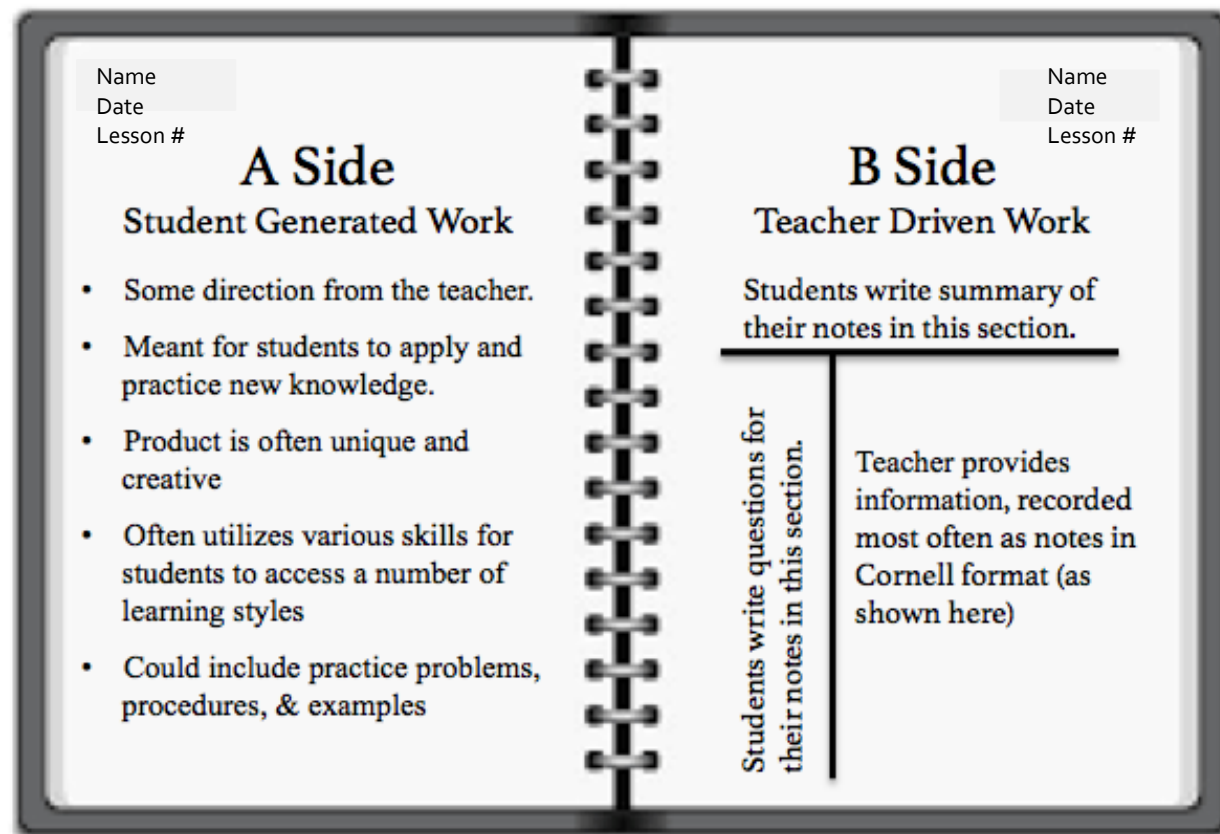 Name
Date
Lesson #
A Side
Student Generated Work
• Some direction from the teacher.
• Meant for students to apply and
practice new knowledge.
• Product is often unique and
creative
• Often utilizes various skills for
students to access a number of
learning styles
• Could include practice problems,
procedures, & examples
Name
Date
Lesson #
B Side
Teacher Driven Work
Students write summary of
their notes in this section.
Students write questions for
their notes in this section.
Teacher provides
information, recorded
most often as notes in
Cornell format (as
shown here)